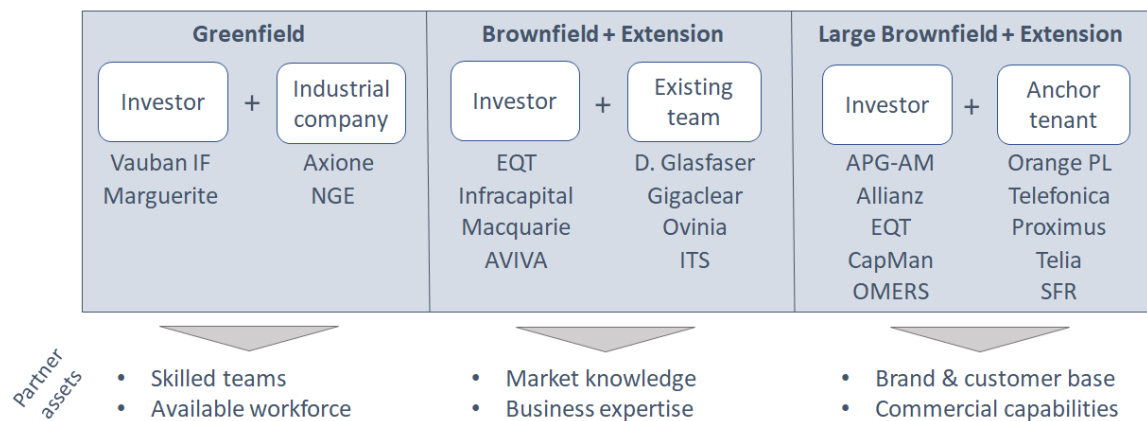 Greenfield
Investor
+
Industrial
company
Vauban IF
Marguerite
Axione
NGE
Brownfield + Extension
Investor
+
Existing
team
EQT
Infracapital
Macquarie
AVIVA
D. Glasfaser
Gigaclear
Ovinia
ITS
Large Brownfield + Extension
Investor
+
Anchor
tenant
APG-AM
Allianz
EQT
CapMan
OMERS
Orange PL
Telefonica
Proximus
Telia
SFR
Partner
assets
• Skilled teams
• Available workforce
• Market knowledge
• Business expertise
• Brand & customer base
• Commercial capabilities